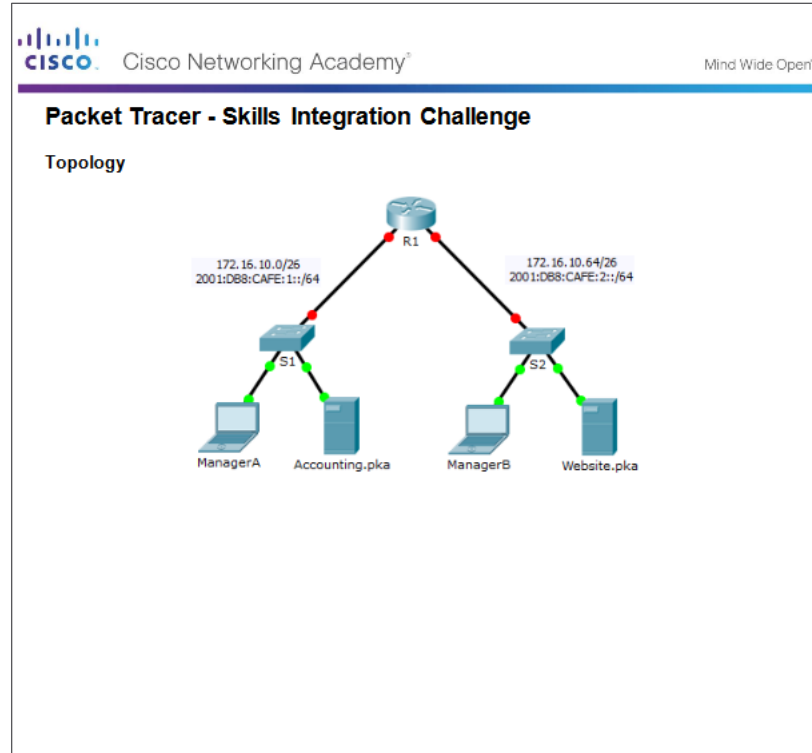 CISCO. Cisco Networking Academy® Mind Wide Open
Packet Tracer - Skills Integration Challenge
Topology
R1
172.16.10.0/26
2001:DB8:CAFE:1::/64
172.16.10.64/26
2001:DB8:CAFE:2::/64
S1
S2
ManagerA
Accounting.pka
ManagerB
Website.pka